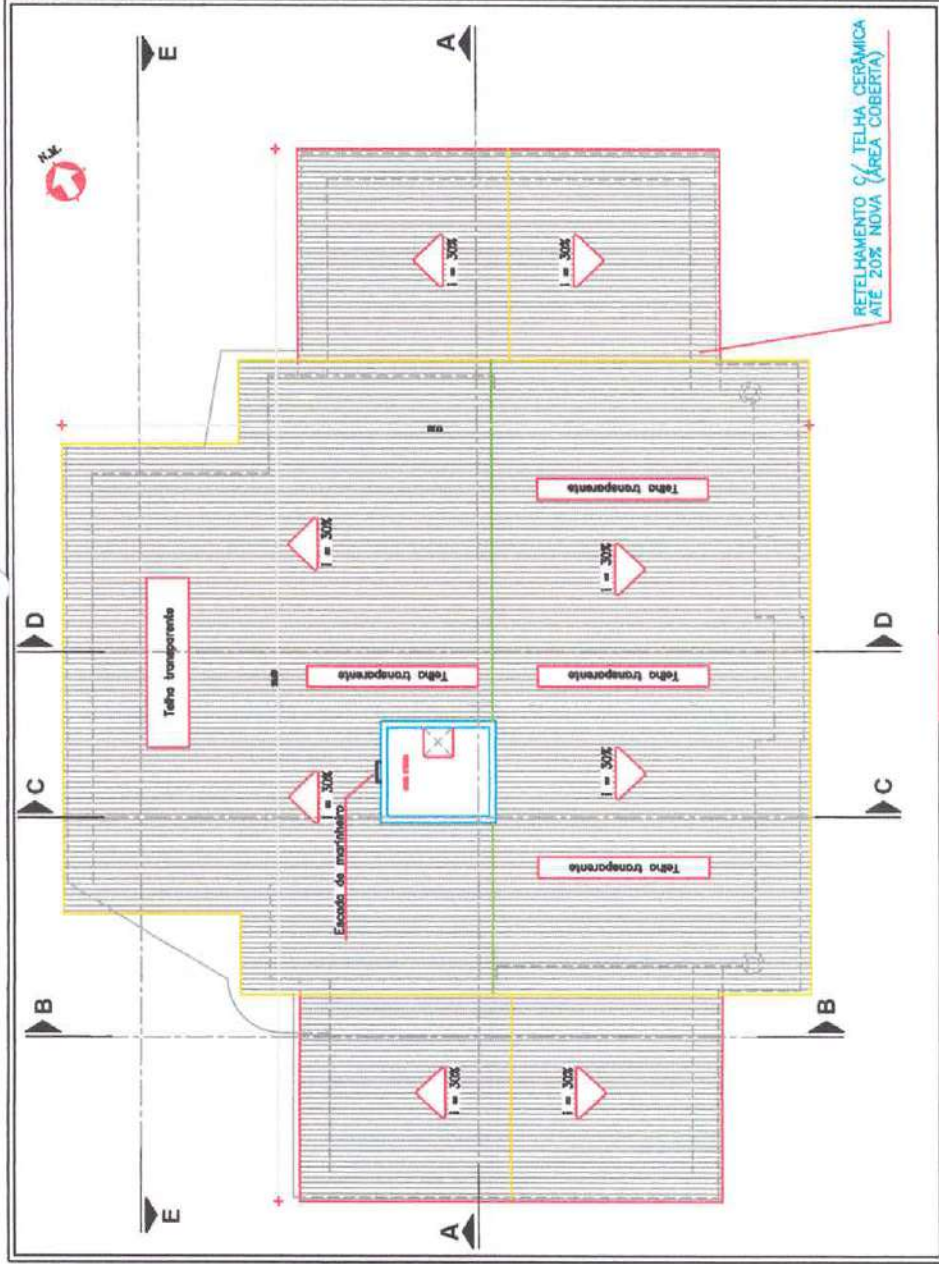 E
A
N.M.
D
C
B
i = 30%
i = 30%
i = 30%
i = 30%
i = 30%
i = 30%
i = 30%
i = 30%
Telha transparente
Telha transparente
Telha transparente
Telha transparente
Telha transparente
Escada de marinheiro
RETELHAMENTO C/ TELHA CERÂMICA
ATÉ 20% NOVA (ÁREA COBERTA)
E
A
D
C
B